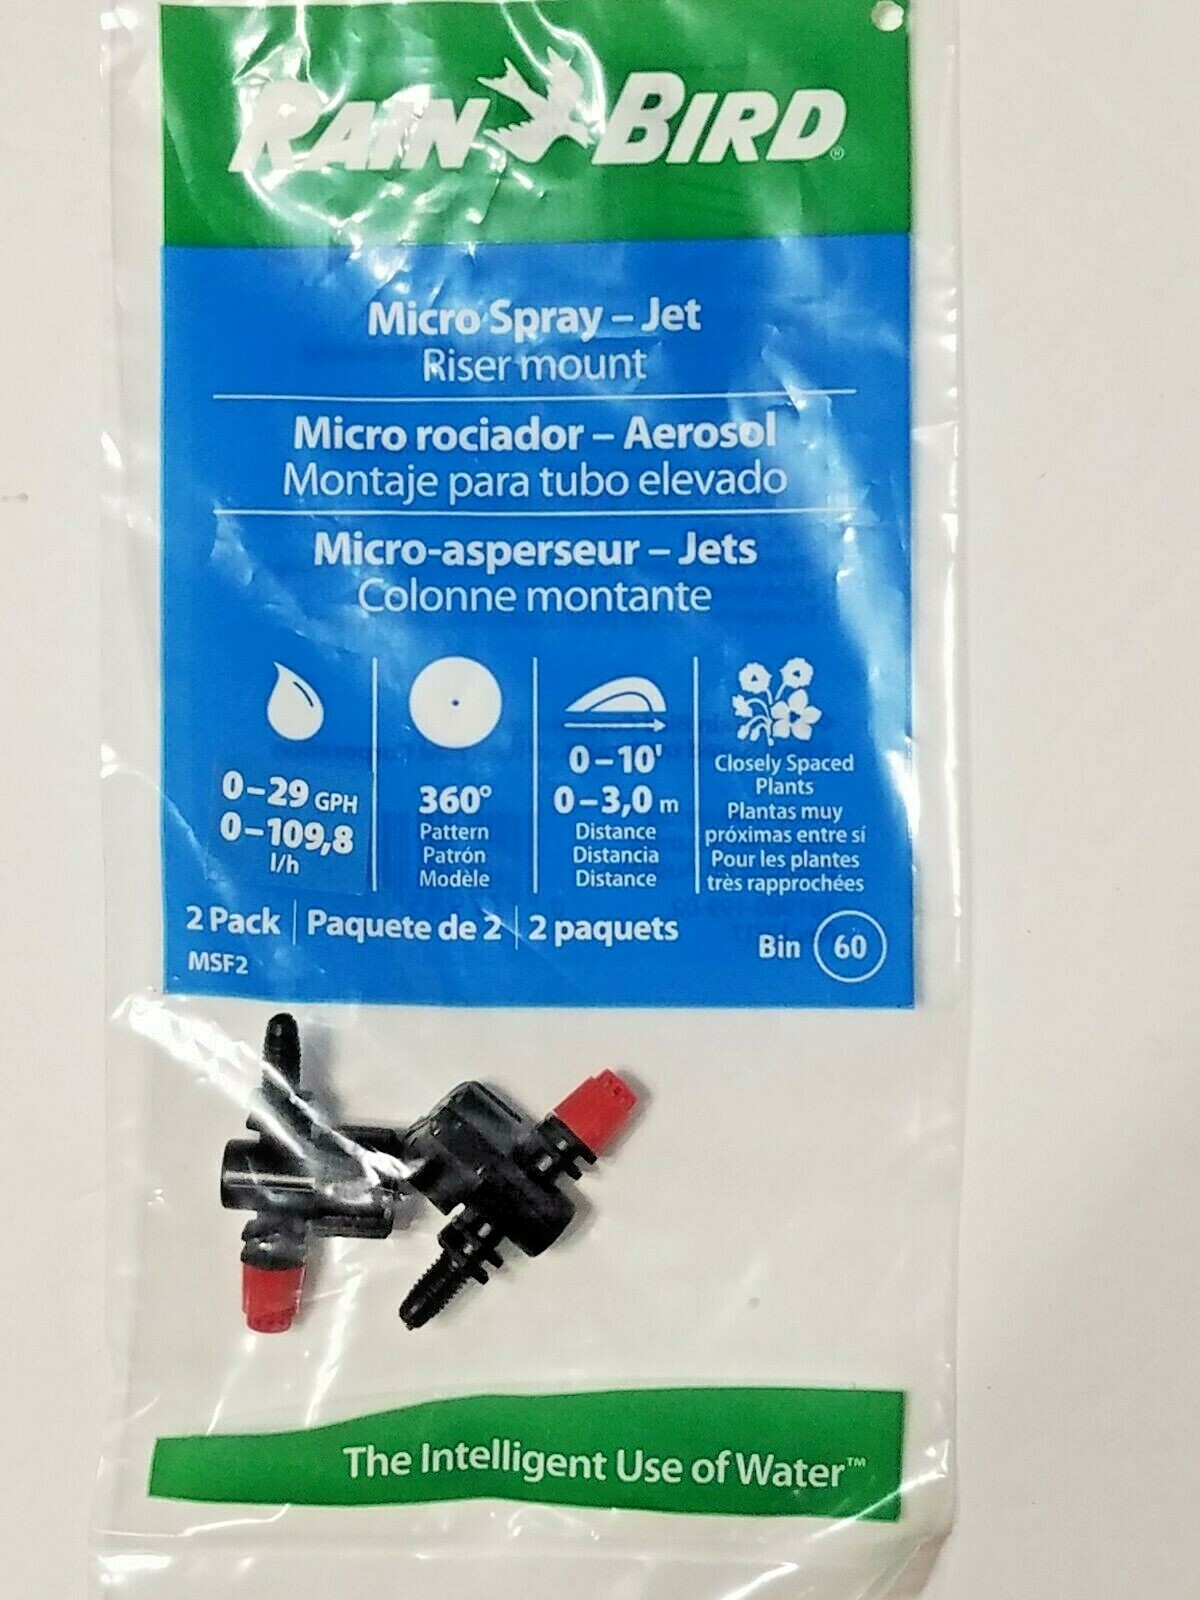 RAIN BIRD®
Micro Spray – Jet
Riser mount
Micro rociador – Aerosol
Montaje para tubo elevado
Micro-asperseur – Jets
Colonne montante
0–29 GPH
0–109,8
l/h
360°
Pattern
Patrón
Modèle
0–10'
0–3,0 m
Distance
Distancia
Distance
Closely Spaced
Plants
Plantas muy
próximas entre sí
Pour les plantes
très rapprochées
2 Pack | Paquete de 2 | 2 paquets
MSF2
Bin 60
The Intelligent Use of Water™